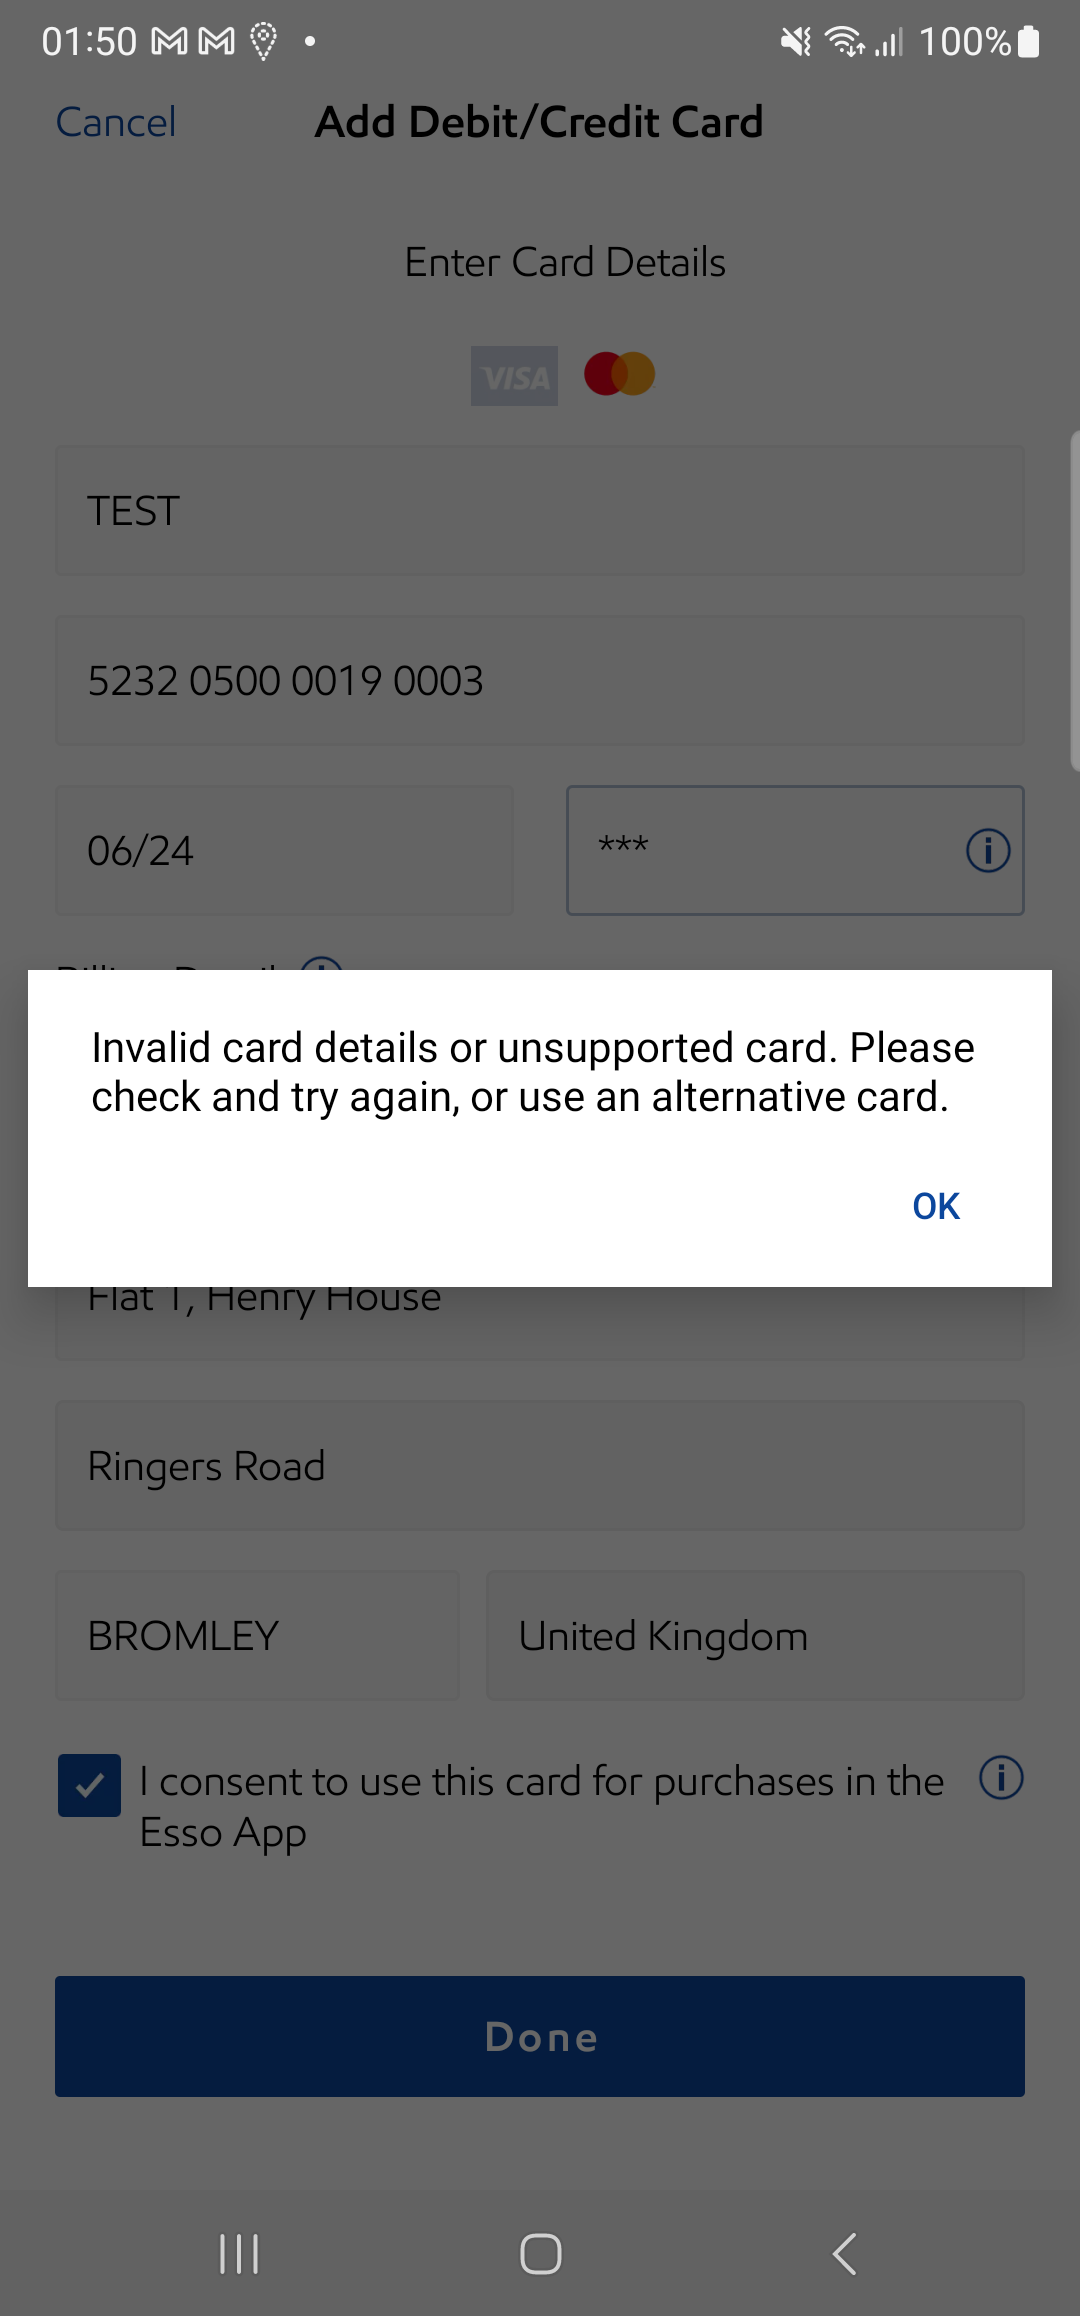 01:50
100%
Cancel
Add Debit/Credit Card
Enter Card Details
VISA
TEST
5232 0500 0019 0003
06/24
***
Invalid card details or unsupported card. Please
check and try again, or use an alternative card.
OK
Flat 1, Henry House
Ringers Road
BROMLEY
United Kingdom
I consent to use this card for purchases in the
Esso App
Done